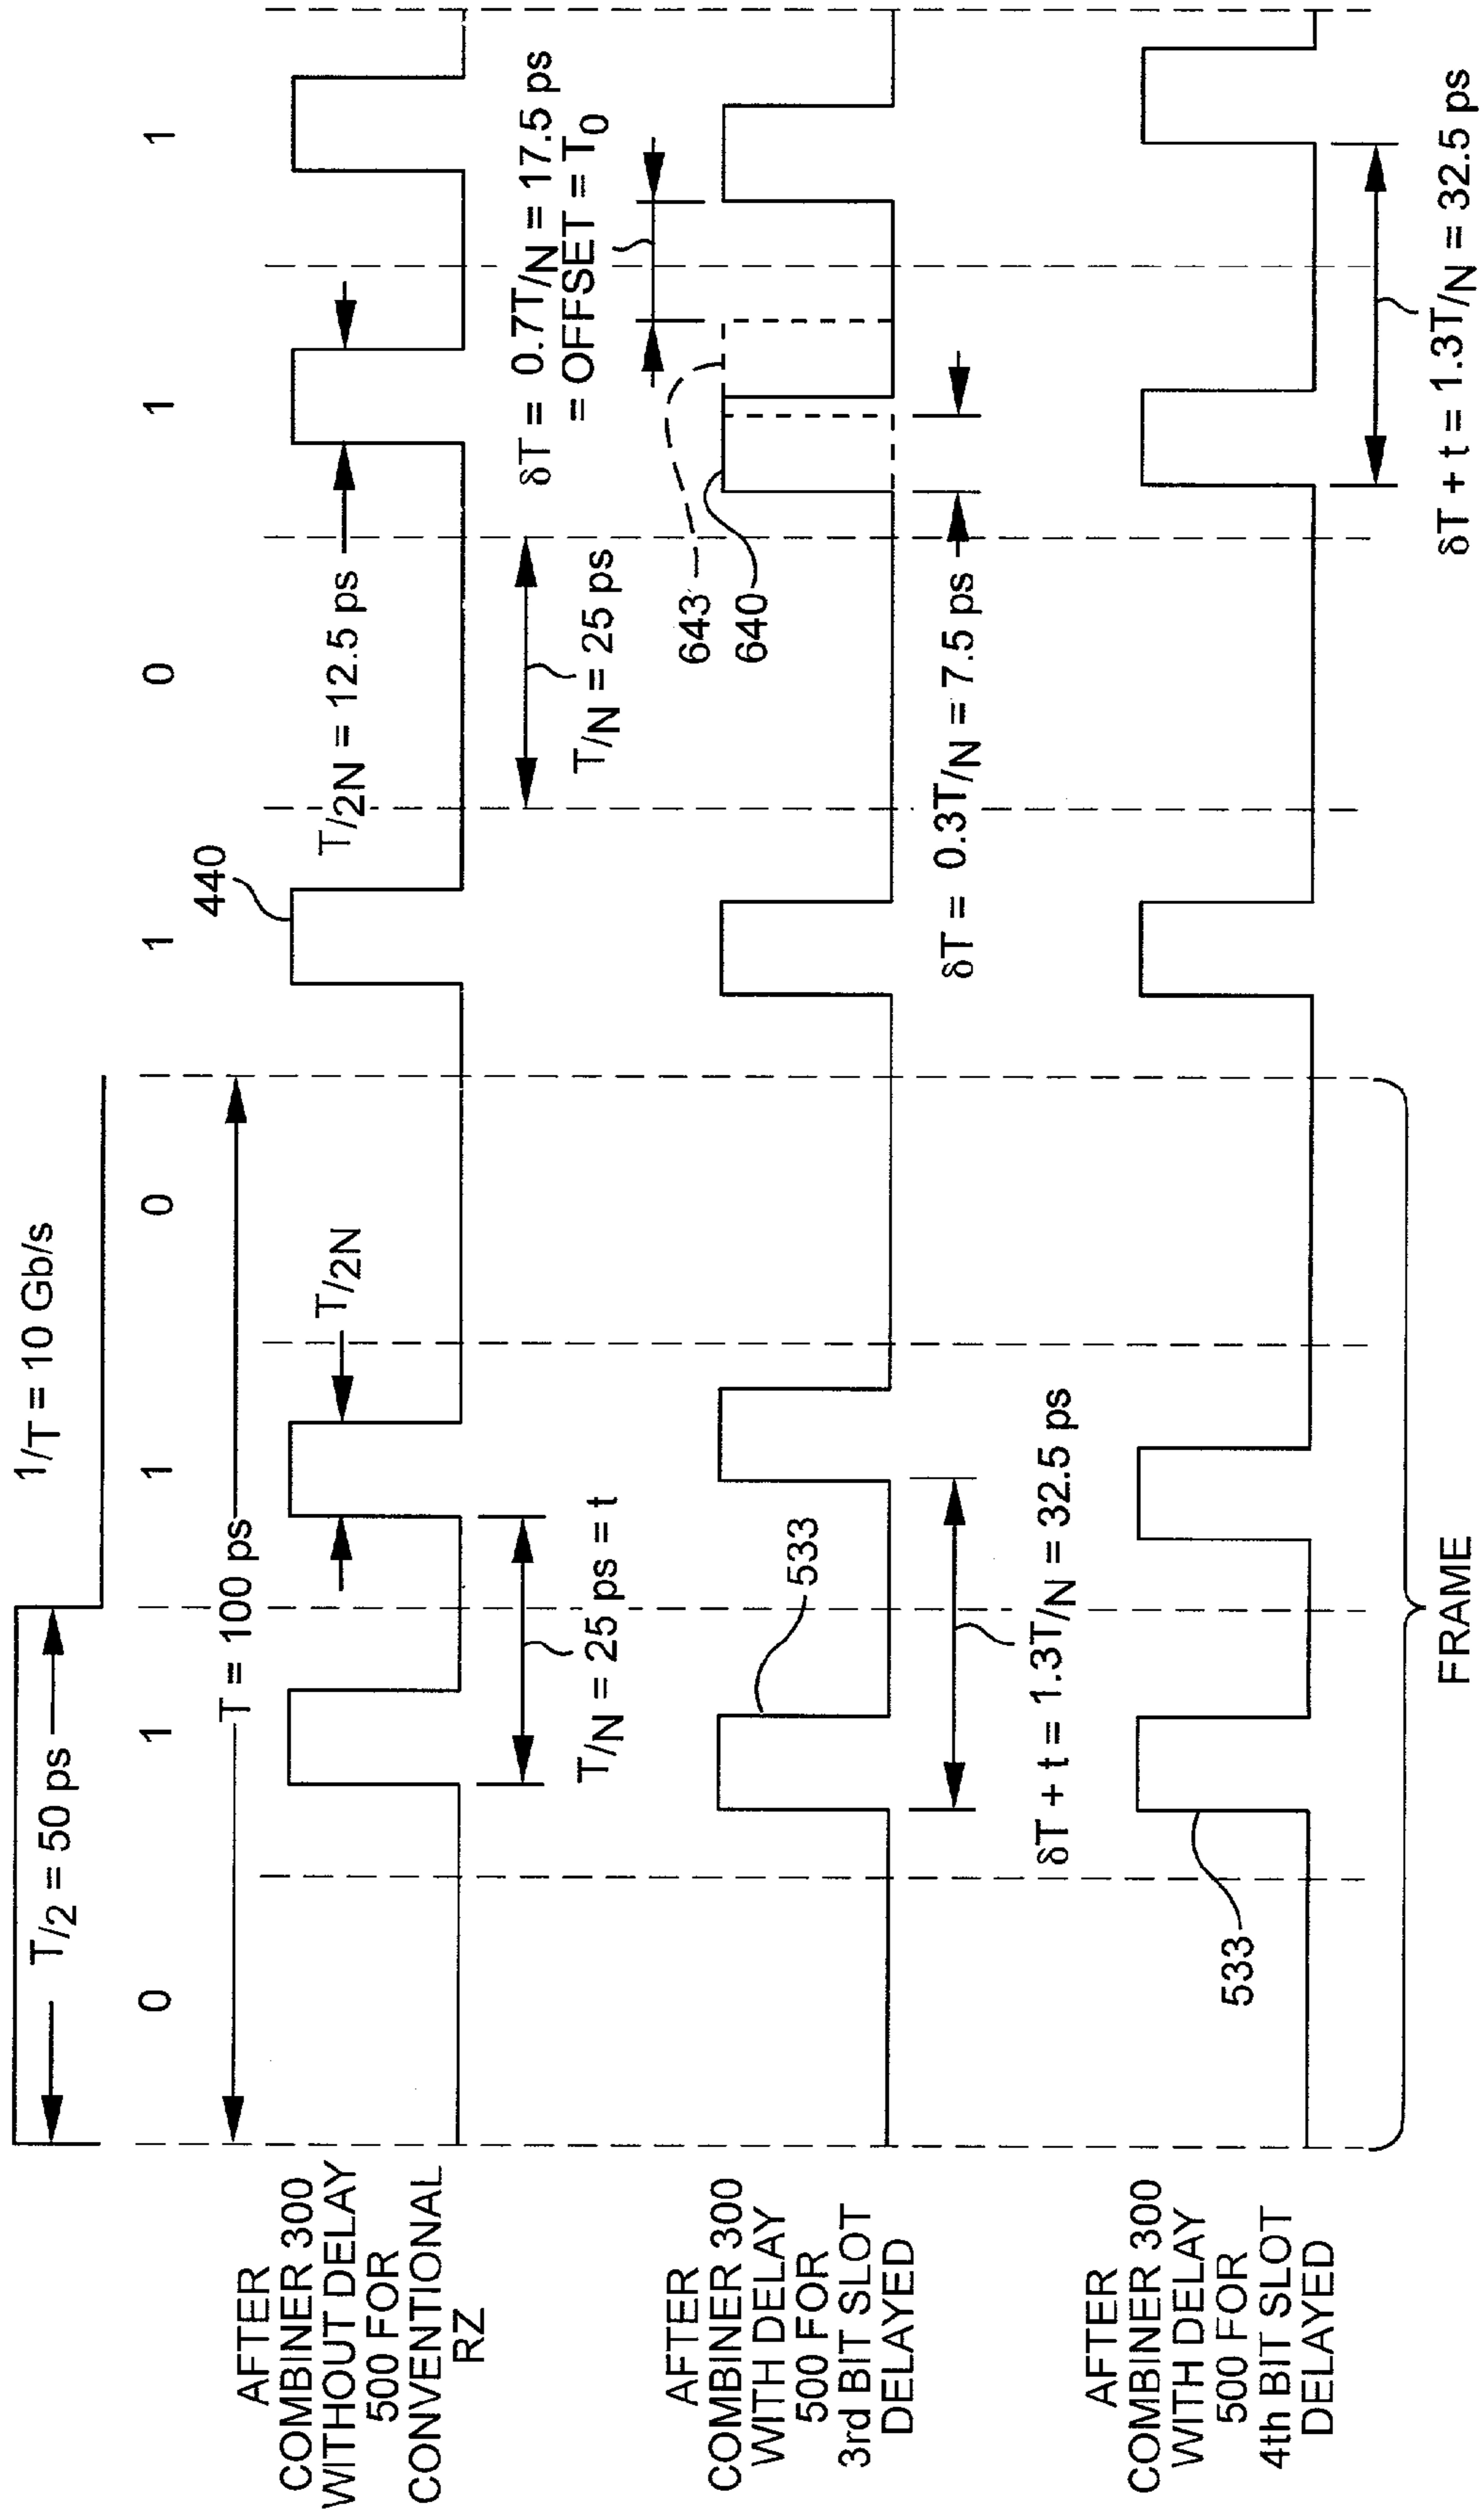 1/T = 10 Gb/s
T/2 = 50 ps
0 1 1 0 1 0 0 1 1
T = 100 ps
440
AFTER
COMBINER 300
WITHOUT DELAY
500 FOR
CONVENTIONAL
RZ
T/2N
T/2N = 12.5 ps
T/N = 25 ps = t
T/N = 25 ps
δT = 0.7T/N = 17.5 ps
= OFFSET = T0
643
640
AFTER
COMBINER 300
WITH DELAY
500 FOR
3rd BIT SLOT
DELAYED
533
δT + t = 1.3T/N = 32.5 ps
δT = 0.3T/N = 7.5 ps
AFTER
COMBINER 300
WITH DELAY
500 FOR
4th BIT SLOT
DELAYED
533
δT + t = 1.3T/N = 32.5 ps
FRAME